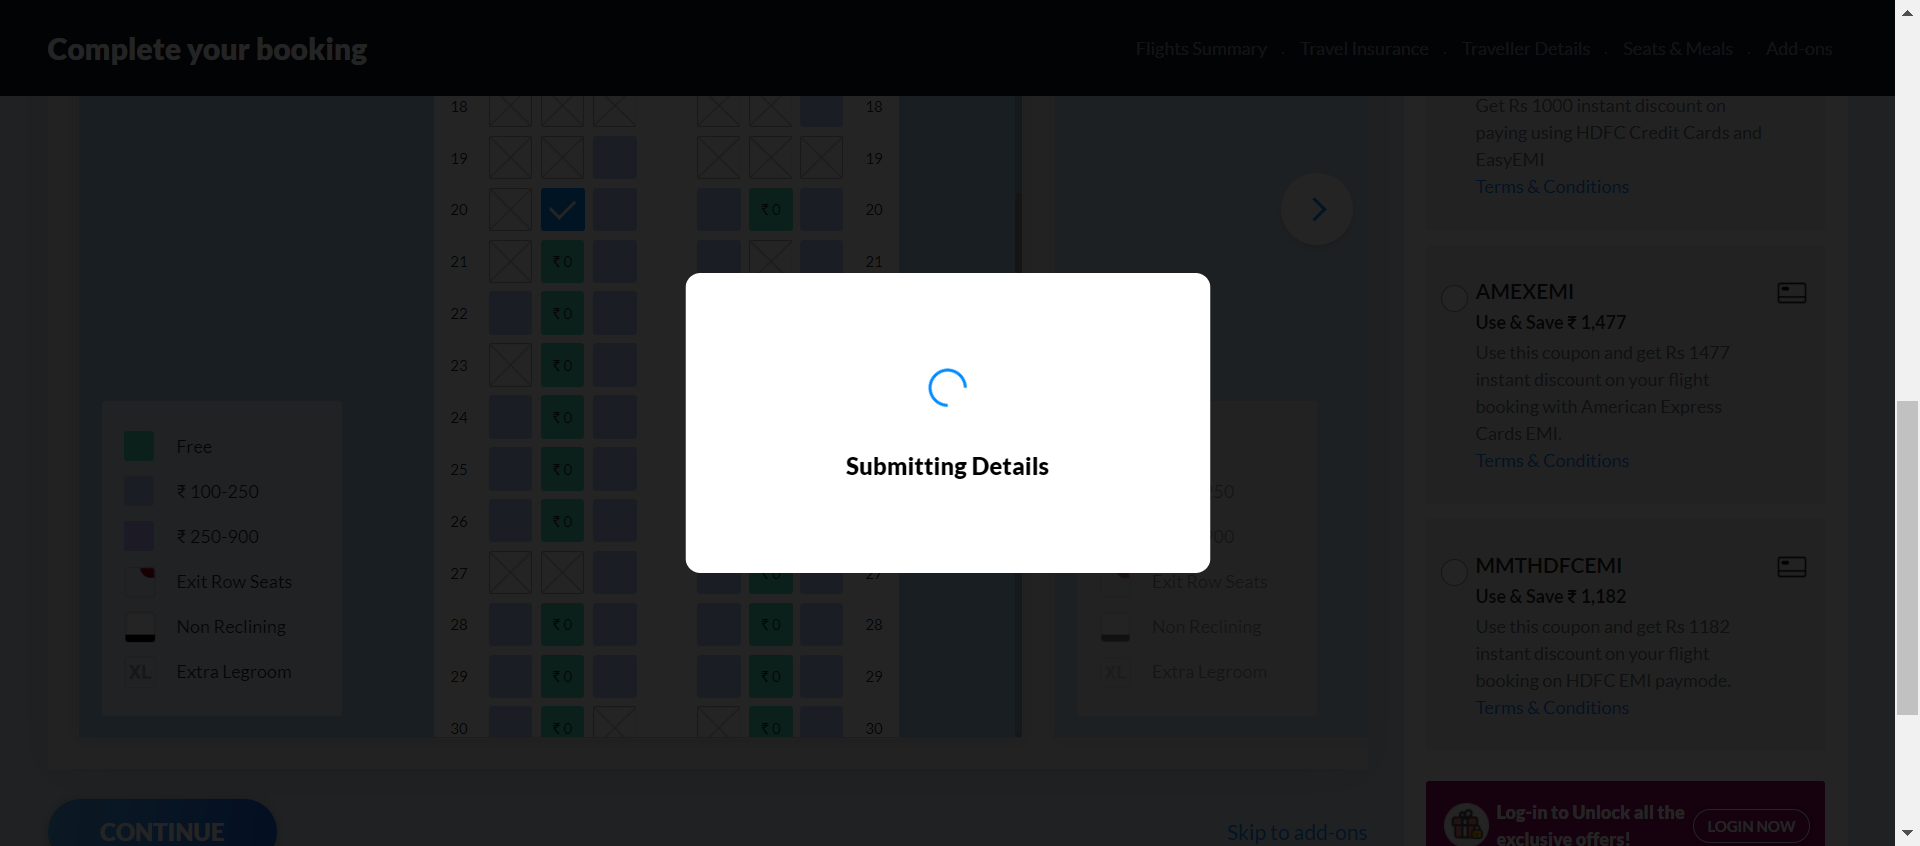 Complete your booking
Flights Summary . Travel Insurance . Traveller Details . Seats & Meals . Add-ons
18 18
19 19
20 ₹ 0 20
21 ₹ 0 21
22 ₹ 0
23 ₹ 0
24 ₹ 0
25 ₹ 0
26 ₹ 0
27 ₹ 0 27
28 ₹ 0 ₹ 0 28
29 ₹ 0 ₹ 0 29
30 ₹ 0 ₹ 0 30
Free
₹ 100-250
₹ 250-900
Exit Row Seats
Non Reclining
XL Extra Legroom
Submitting Details
250
900
Exit Row Seats
Non Reclining
XL Extra Legroom
CONTINUE
Skip to add-ons
Get Rs 1000 instant discount on
paying using HDFC Credit Cards and
EasyEMI
Terms & Conditions
AMEXEMI
Use & Save ₹ 1,477
Use this coupon and get Rs 1477
instant discount on your flight
booking with American Express
Cards EMI.
Terms & Conditions
MMTHDFCEMI
Use & Save ₹ 1,182
Use this coupon and get Rs 1182
instant discount on your flight
booking on HDFC EMI paymode.
Terms & Conditions
Log-in to Unlock all the
exclusive offers!
LOGIN NOW